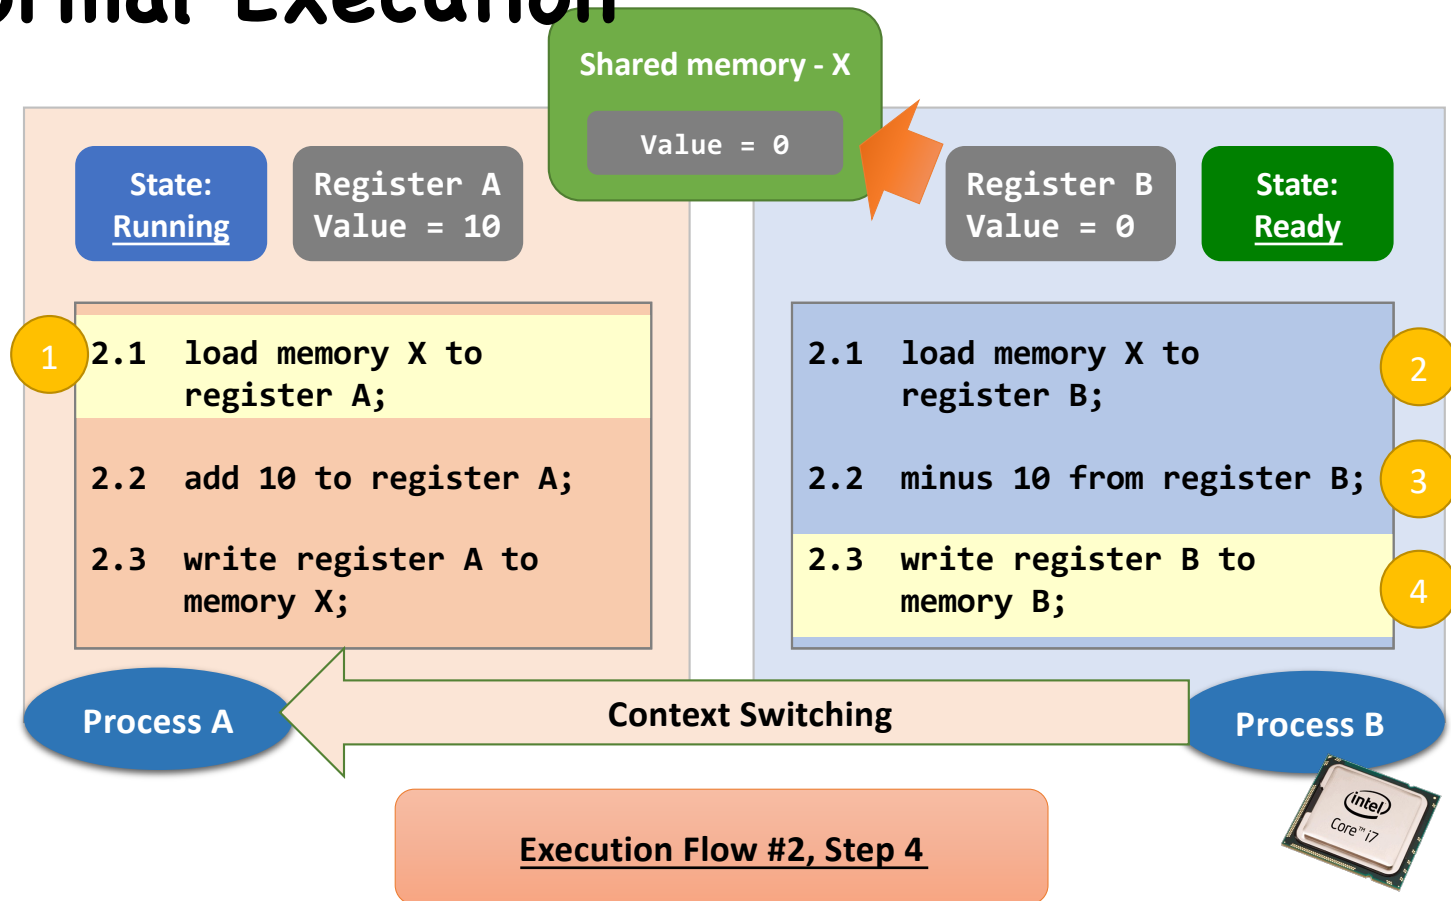 ormal Execution
Shared memory - X
Value = 0
State:
Running
Register A
Value = 10
Register B
Value = 0
State:
Ready
1
2.1 load memory X to
register A;
2.2 add 10 to register A;
2.3 write register A to
memory X;
2.1 load memory X to
register B;
2
2.2 minus 10 from register B;
3
2.3 write register B to
memory B;
4
Process A
Context Switching
Process B
intel
Core™ i7
Execution Flow #2, Step 4